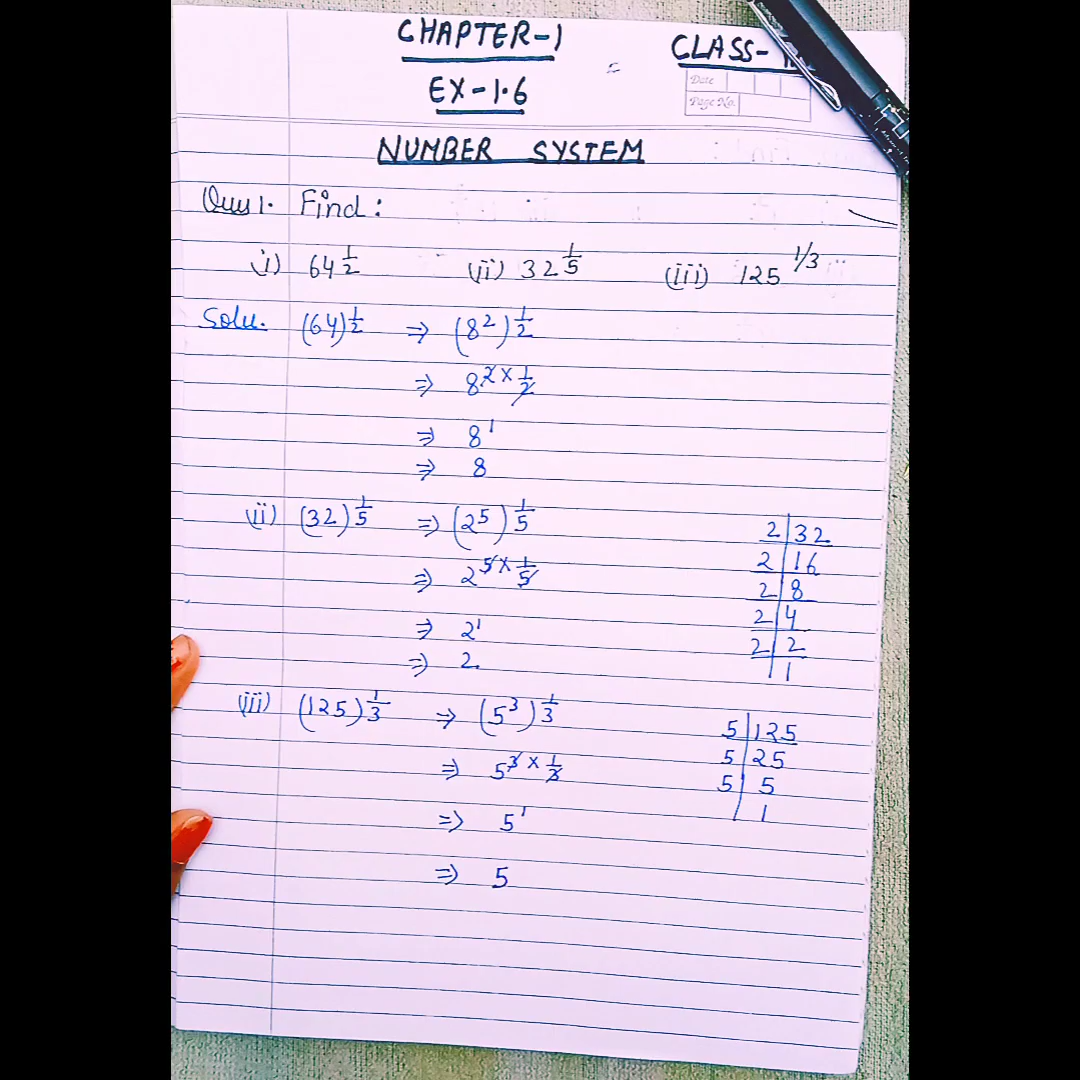 CHAPTER-1
CLASS-
EX-1.6
Date
Page No.
NUMBER SYSTEM
Ques 1. Find:
i) 64^1/2 (ii) 32^1/5 (iii) 125^1/3
Solu. (64)^1/2 ⇒ (8²)^1/2
⇒ 8^2×1/2
⇒ 8¹
⇒ 8
(ii) (32)^1/5 ⇒ (2⁵)^1/5
⇒ 2^5×1/5
⇒ 2¹
⇒ 2
2 | 32
2 | 16
2 | 8
2 | 4
2 | 2
| 1
(iii) (125)^1/3 ⇒ (5³)^1/3
⇒ 5^3×1/3
⇒ 5¹
⇒ 5
5 | 125
5 | 25
5 | 5
| 1